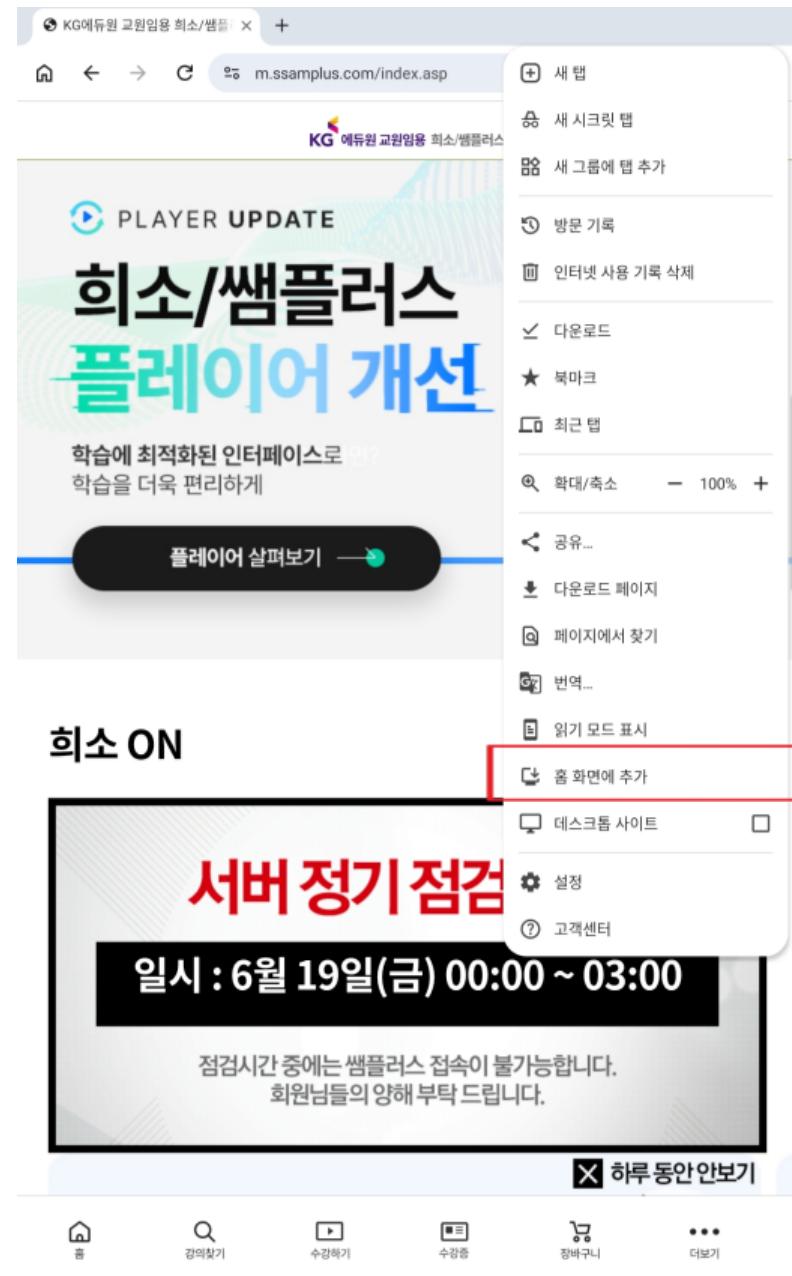 KG에듀원 교원임용 희소/쌤플
m.ssamplus.com/index.asp
KG 에듀원 교원임용 희소/쌤플러스
PLAYER UPDATE
희소/쌤플러스
플레이어 개선
학습에 최적화된 인터페이스로
학습을 더욱 편리하게
플레이어 살펴보기
희소 ON
서버 정기 점검
일시 : 6월 19일(금) 00:00 ~ 03:00
점검시간 중에는 쌤플러스 접속이 불가능합니다.
회원님들의 양해 부탁 드립니다.
하루 동안 안보기
새 탭
새 시크릿 탭
새 그룹에 탭 추가
방문 기록
인터넷 사용 기록 삭제
다운로드
북마크
최근 탭
확대/축소 100%
공유...
다운로드 페이지
페이지에서 찾기
번역...
읽기 모드 표시
홈 화면에 추가
데스크톱 사이트
설정
고객센터
홈
강의찾기
수강하기
수강증
장바구니
더보기